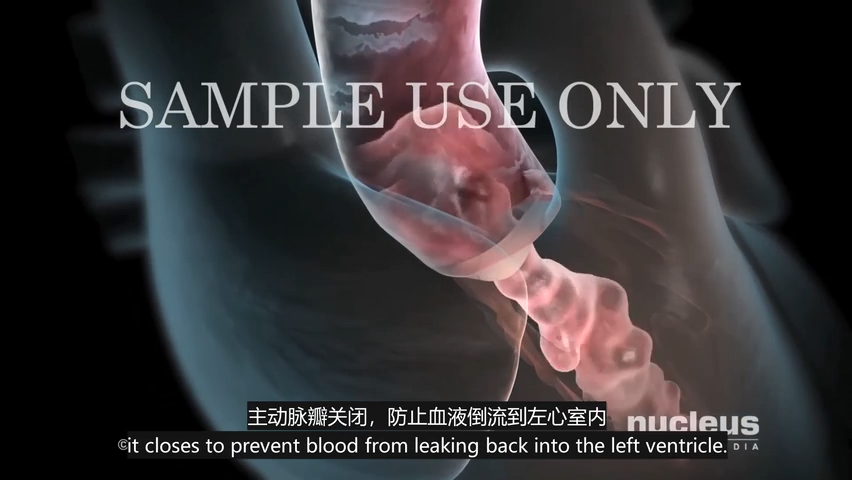 SAMPLE USE ONLY
主动脉瓣关闭，防止血液倒流到左心室内
nucleus
© it closes to prevent blood from leaking back into the left ventricle.
DIA